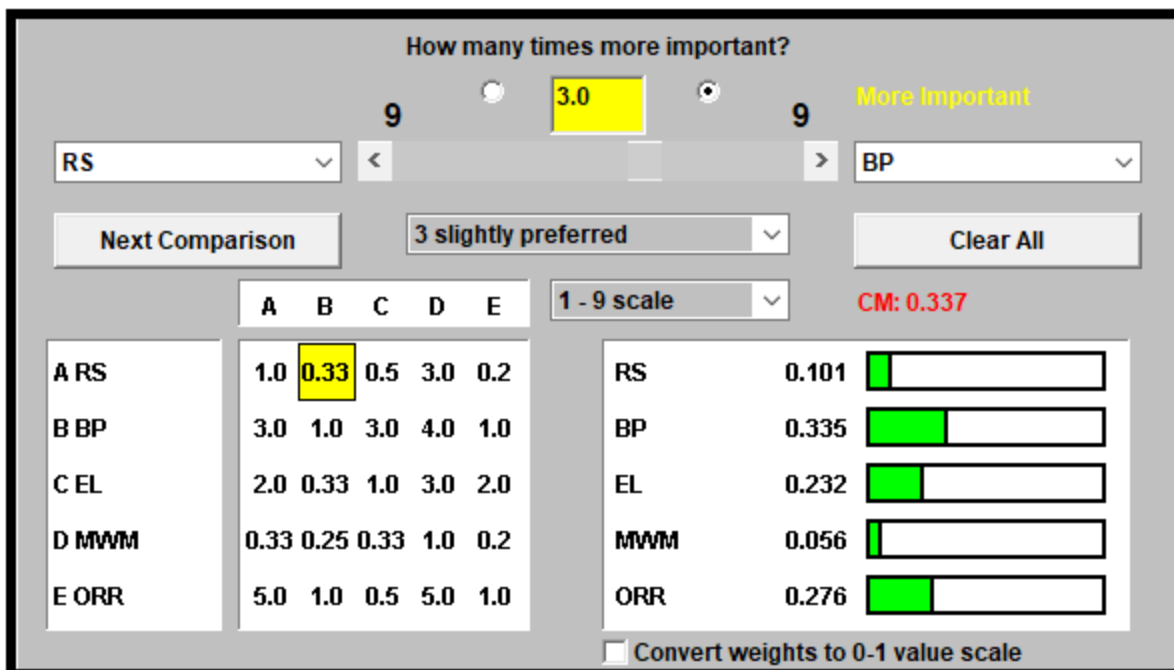 How many times more important?
3.0
More Important
9 9
RS < > BP
Next Comparison 3 slightly preferred Clear All
A B C D E 1 - 9 scale CM: 0.337
A RS 1.0 0.33 0.5 3.0 0.2 RS 0.101
B BP 3.0 1.0 3.0 4.0 1.0 BP 0.335
C EL 2.0 0.33 1.0 3.0 2.0 EL 0.232
D MWM 0.33 0.25 0.33 1.0 0.2 MWM 0.056
E ORR 5.0 1.0 0.5 5.0 1.0 ORR 0.276
Convert weights to 0-1 value scale